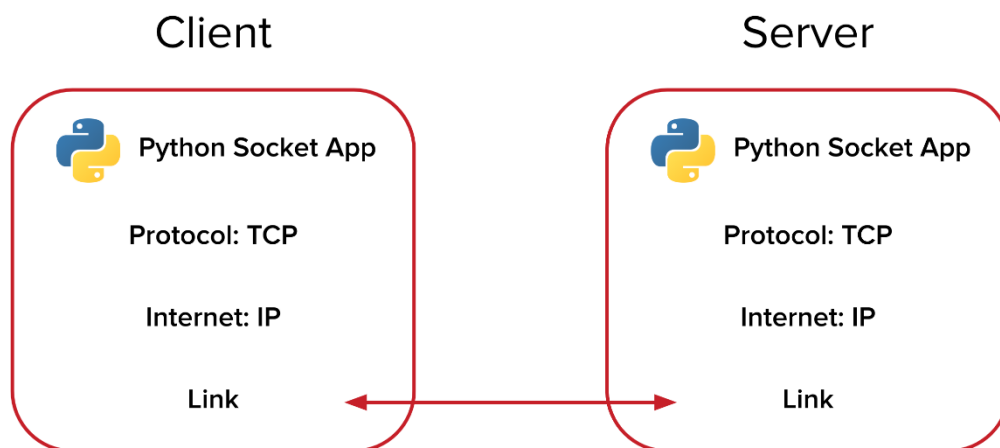 Client
Server
Python Socket App
Protocol: TCP
Internet: IP
Link
Python Socket App
Protocol: TCP
Internet: IP
Link